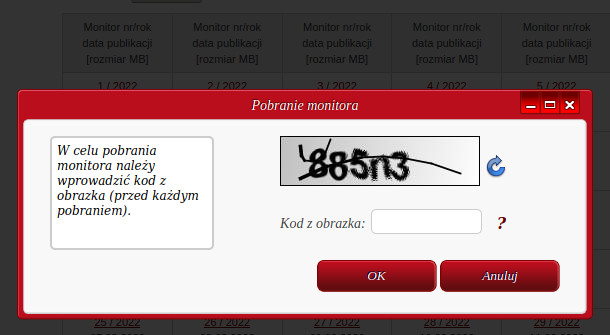 Monitor nr/rok Monitor nr/rok Monitor nr/rok Monitor nr/rok Monitor nr/rok
data publikacji data publikacji data publikacji data publikacji data publikacji
[rozmiar MB] [rozmiar MB] [rozmiar MB] [rozmiar MB] [rozmiar MB]
1 / 2022 2 / 2022 3 / 2022 4 / 2022 5 / 2022
Pobranie monitora
W celu pobrania
monitora należy
wprowadzić kod z
obrazka (przed każdym
pobraniem).
Kod z obrazka: ?
OK Anuluj
25 / 2022 26 / 2022 27 / 2022 28 / 2022 29 / 2022